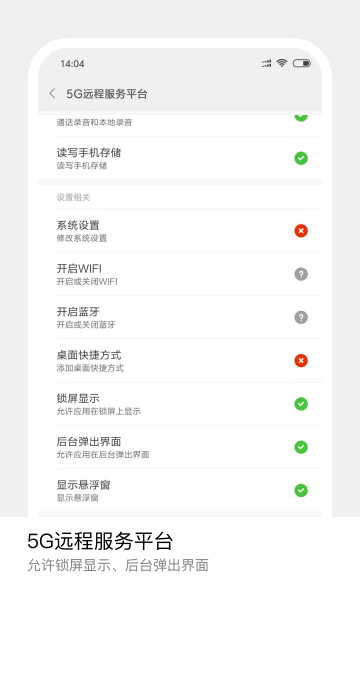 14:04
5G远程服务平台
通话录音和本地录音
读写手机存储
读写手机存储
设置相关
系统设置
修改系统设置
开启WIFI
开启或关闭WIFI
开启蓝牙
开启或关闭蓝牙
桌面快捷方式
添加桌面快捷方式
锁屏显示
允许应用在锁屏上显示
后台弹出界面
允许应用在后台弹出界面
显示悬浮窗
显示悬浮窗
5G远程服务平台
允许锁屏显示、后台弹出界面